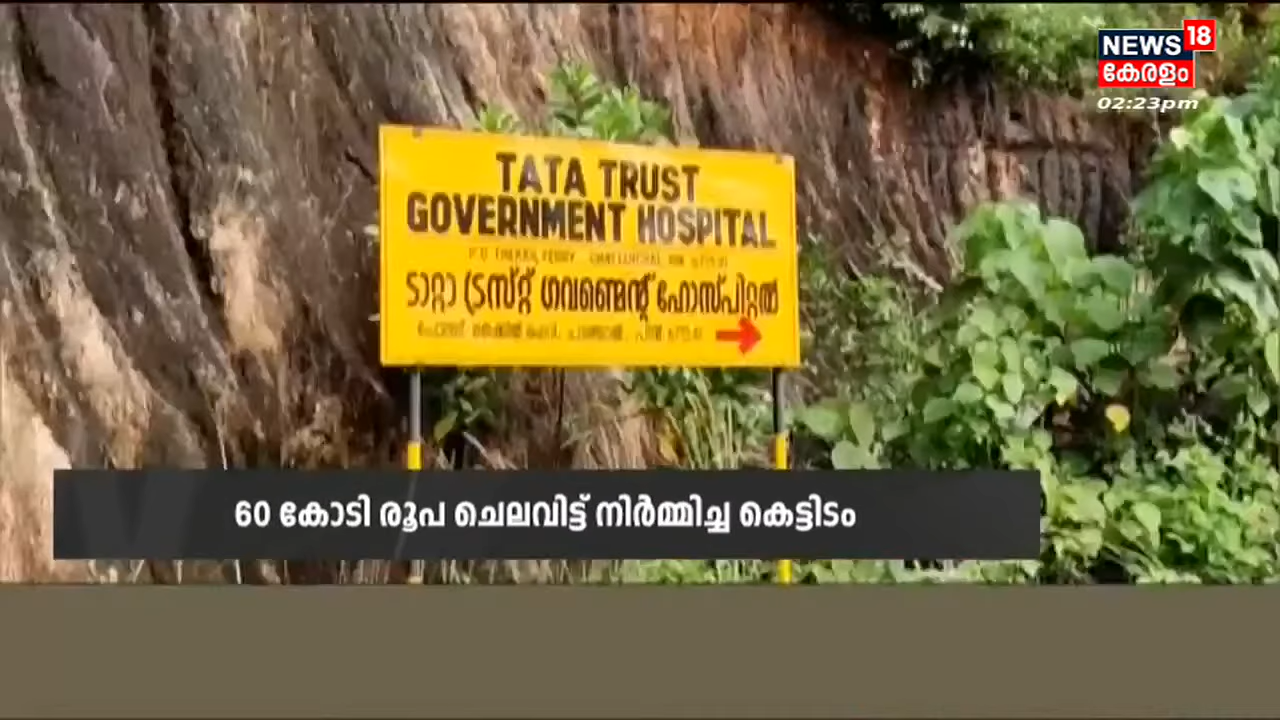 NEWS 18
കേരളം
02:23pm
TATA TRUST
GOVERNMENT HOSPITAL
ടാറ്റാ ട്രസ്റ്റ് ഗവണ്മെന്റ് ഹോസ്പിറ്റൽ
60 കോടി രൂപ ചെലവിട്ട് നിർമ്മിച്ച കെട്ടിടം